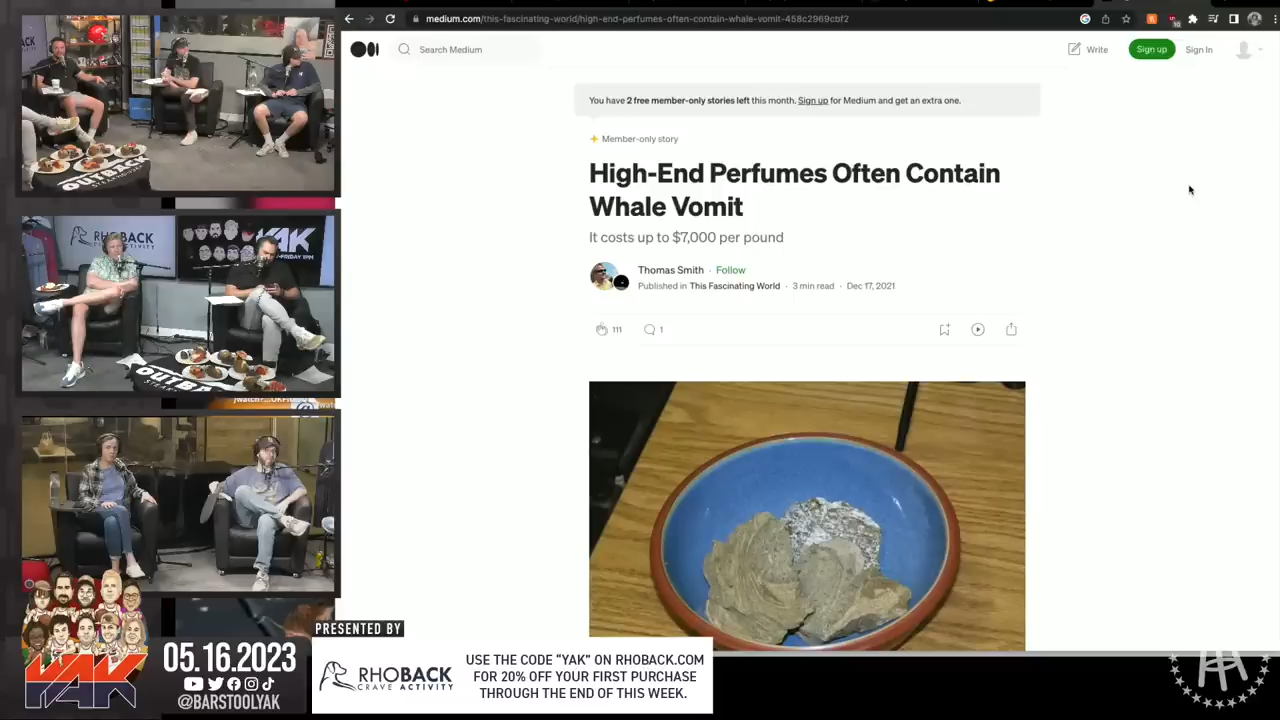 medium.com/this-fascinating-world/high-end-perfumes-often-contain-whale-vomit-458c2969cbf2
Search Medium
Write
Sign up
Sign In
You have 2 free member-only stories left this month. Sign up for Medium and get an extra one.
Member-only story
High-End Perfumes Often Contain
Whale Vomit
It costs up to $7,000 per pound
Thomas Smith · Follow
Published in This Fascinating World · 3 min read · Dec 17, 2021
111
1
OUTBACK
RHOBACK
ACTIVITY
YAK
OUTBACK
YAK
05.16.2023
@BARSTOOLYAK
PRESENTED BY
RHOBACK
CRAVE ACTIVITY
USE THE CODE “YAK” ON RHOBACK.COM
FOR 20% OFF YOUR FIRST PURCHASE
THROUGH THE END OF THIS WEEK.